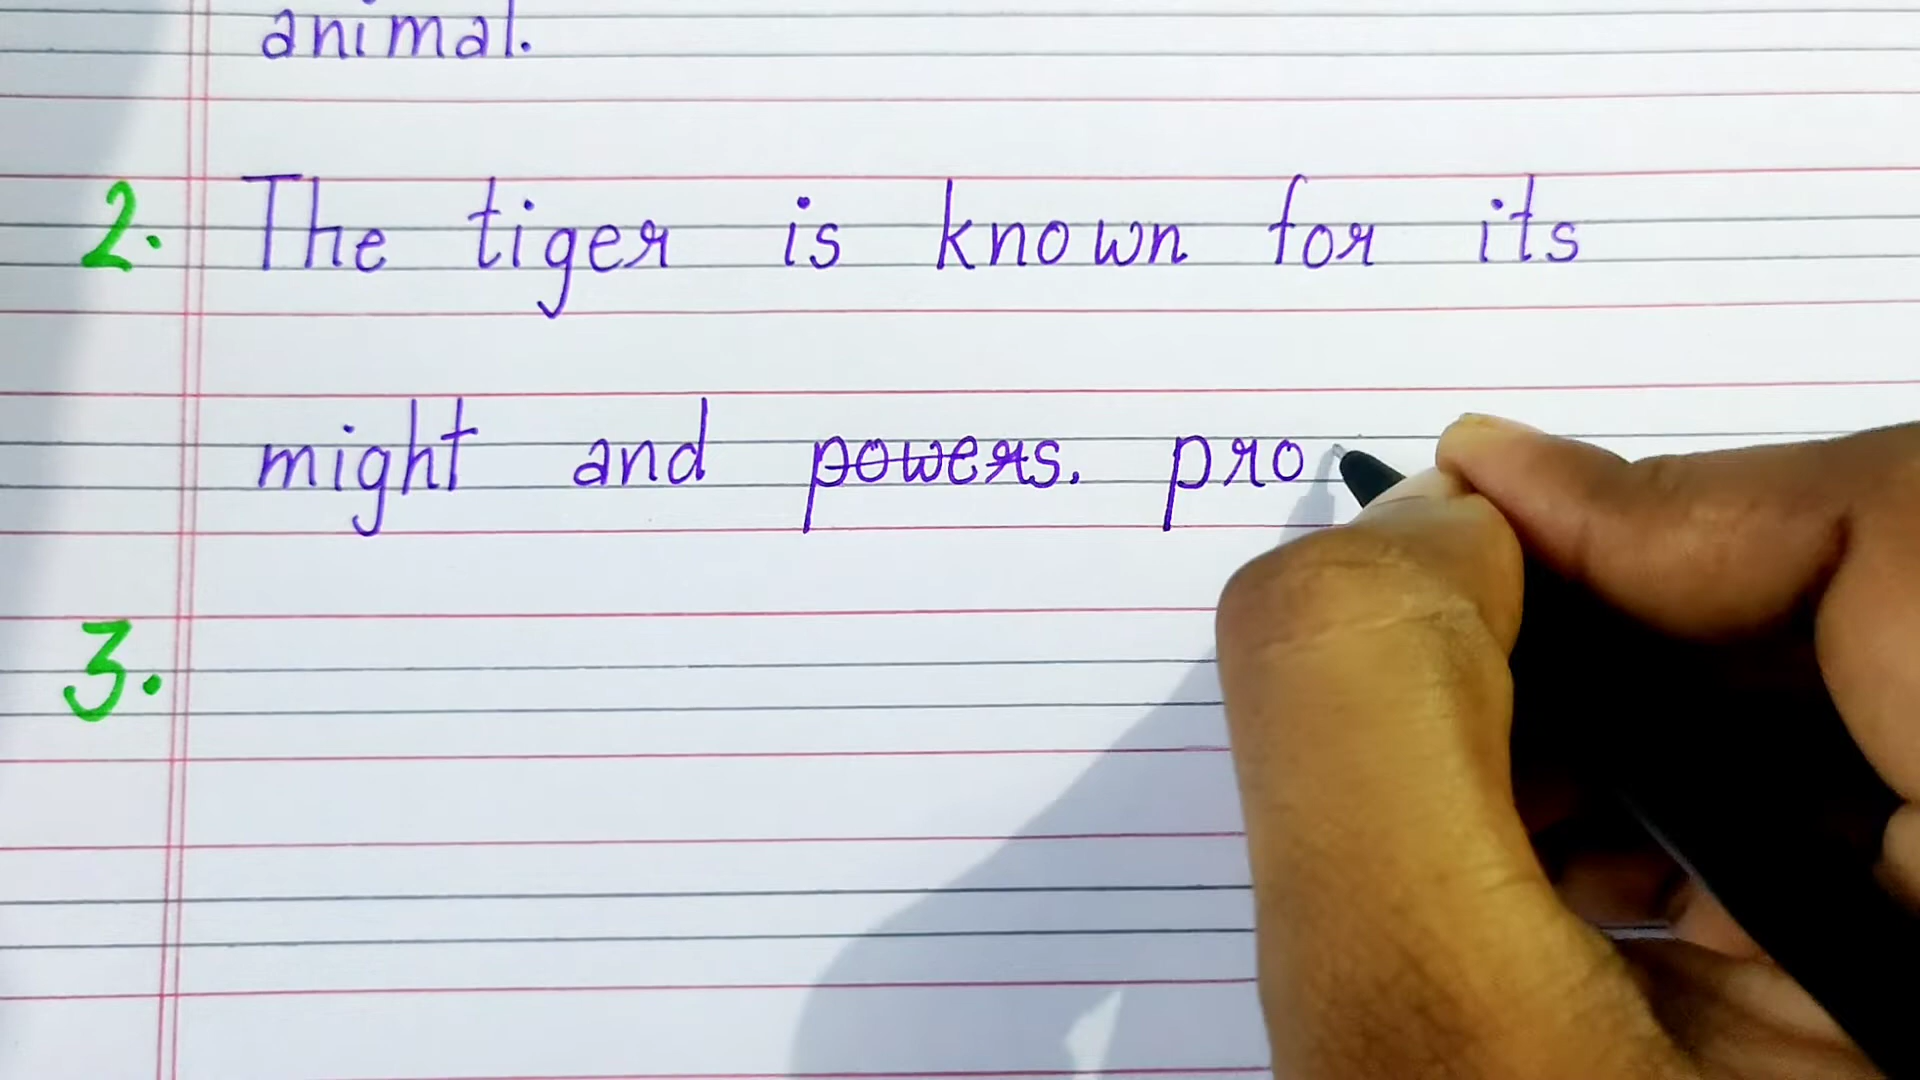 animal.
2. The tiger is known for its
might and powers. pro
3.